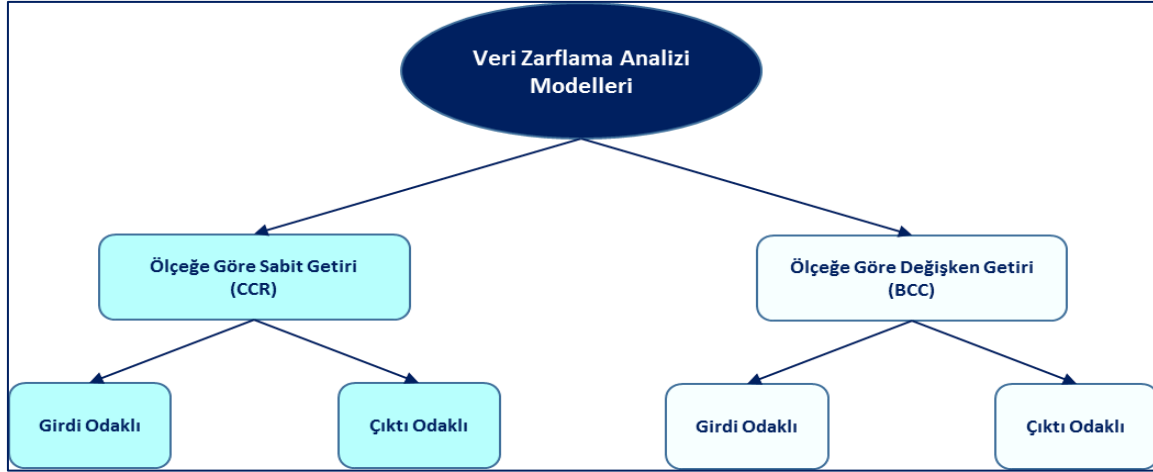 Veri Zarflama Analizi
Modelleri
Ölçeğe Göre Sabit Getiri
(CCR)
Ölçeğe Göre Değişken Getiri
(BCC)
Girdi Odaklı
Çıktı Odaklı
Girdi Odaklı
Çıktı Odaklı